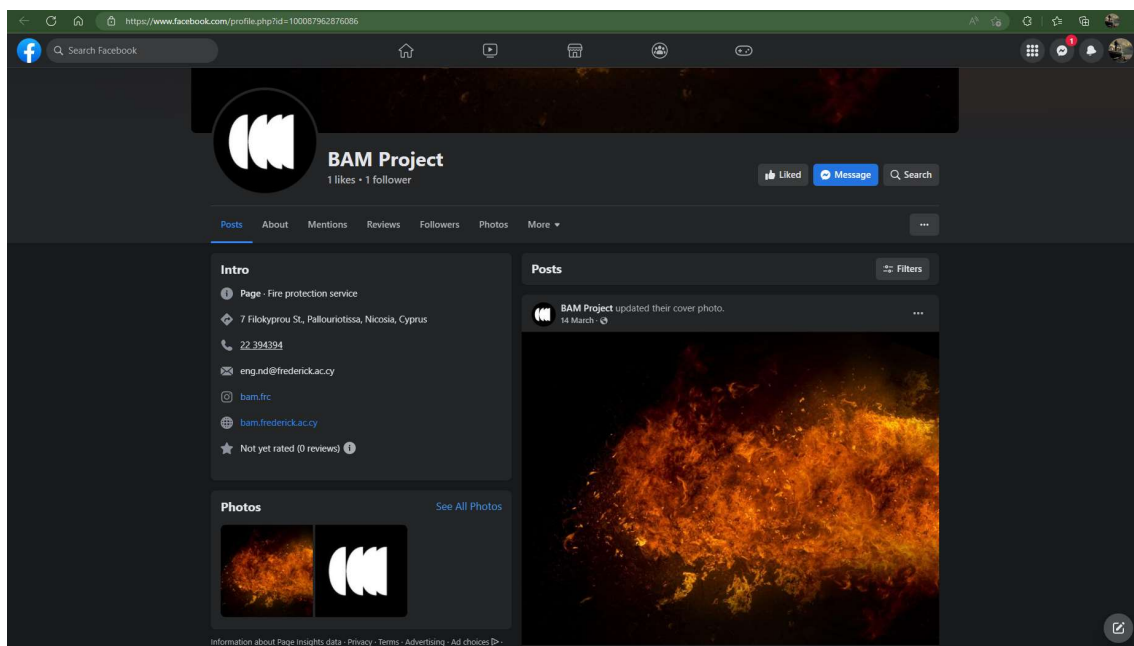 https://www.facebook.com/profile.php?id=100087962876086
Search Facebook
1
BAM Project
1 likes • 1 follower
Liked
Message
Search
Posts
About
Mentions
Reviews
Followers
Photos
More
Intro
Page · Fire protection service
7 Filokyprou St., Pallouriotissa, Nicosia, Cyprus
22 394394
eng.nd@frederick.ac.cy
bam.frc
bam.frederick.ac.cy
Not yet rated (0 reviews)
Photos
See All Photos
Information about Page Insights data · Privacy · Terms · Advertising · Ad choices ·
Posts
Filters
BAM Project updated their cover photo.
14 March ·